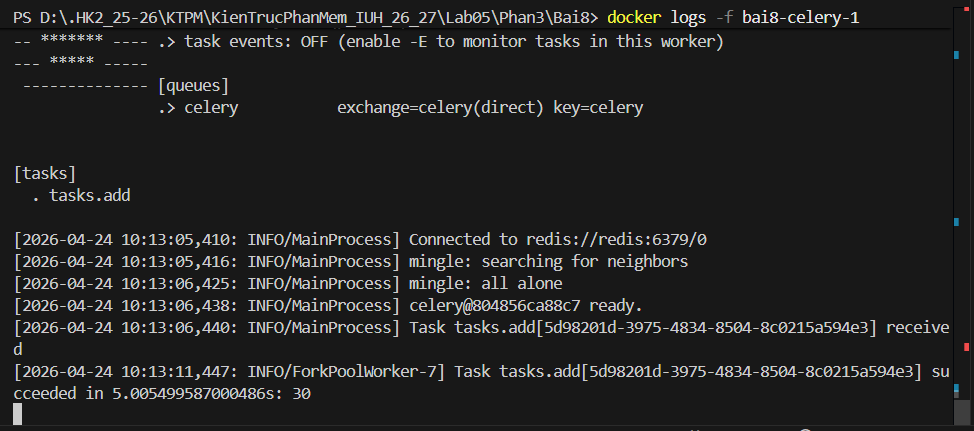 PS D:\.HK2_25-26\KTPM\KienTrucPhanMem_IUH_26_27\Lab05\Phan3\Bai8> docker logs -f bai8-celery-1
-- ******* ---- .> task events: OFF (enable -E to monitor tasks in this worker)
--- ***** -----
 -------------- [queues]
                .> celery           exchange=celery(direct) key=celery
[tasks]
  . tasks.add
[2026-04-24 10:13:05,410: INFO/MainProcess] Connected to redis://redis:6379/0
[2026-04-24 10:13:05,416: INFO/MainProcess] mingle: searching for neighbors
[2026-04-24 10:13:06,425: INFO/MainProcess] mingle: all alone
[2026-04-24 10:13:06,438: INFO/MainProcess] celery@804856ca88c7 ready.
[2026-04-24 10:13:06,440: INFO/MainProcess] Task tasks.add[5d98201d-3975-4834-8504-8c0215a594e3] receive
d
[2026-04-24 10:13:11,447: INFO/ForkPoolWorker-7] Task tasks.add[5d98201d-3975-4834-8504-8c0215a594e3] su
cceeded in 5.005499587000486s: 30